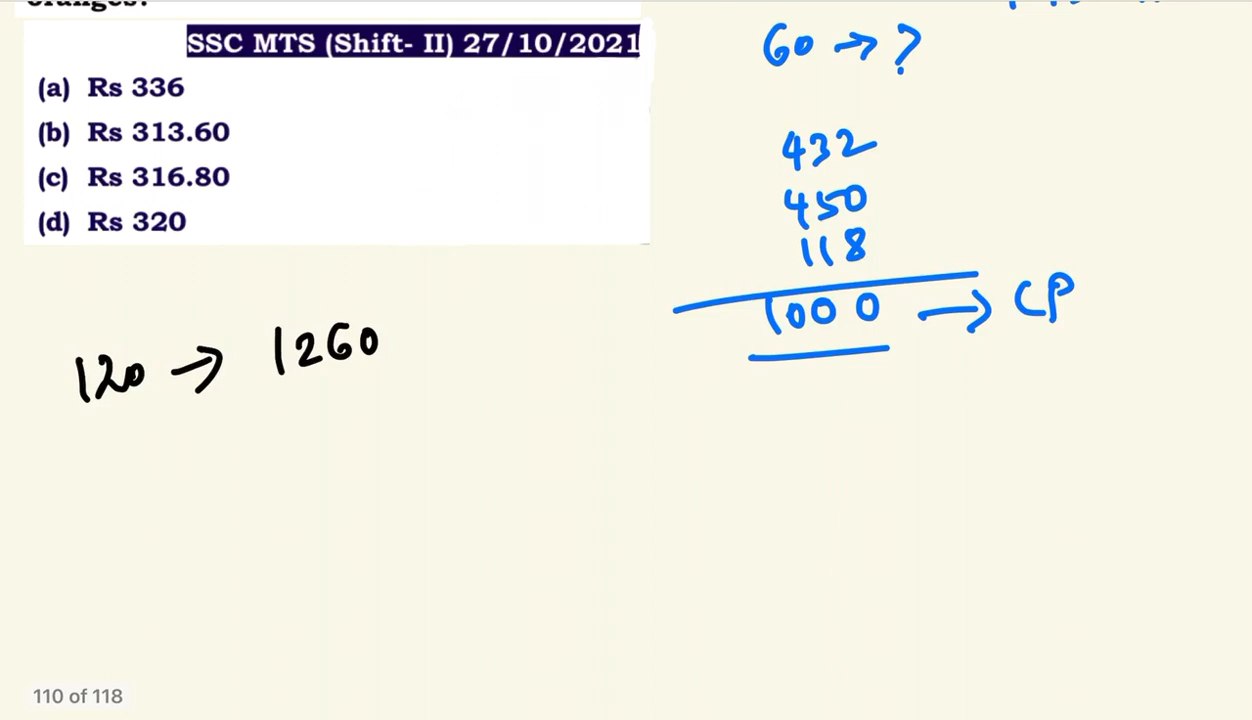 oranges?
SSC MTS (Shift- II) 27/10/2021
(a) Rs 336
(b) Rs 313.60
(c) Rs 316.80
(d) Rs 320
60 → ?
432
450
118
1000 → CP
120 → 1260
110 of 118